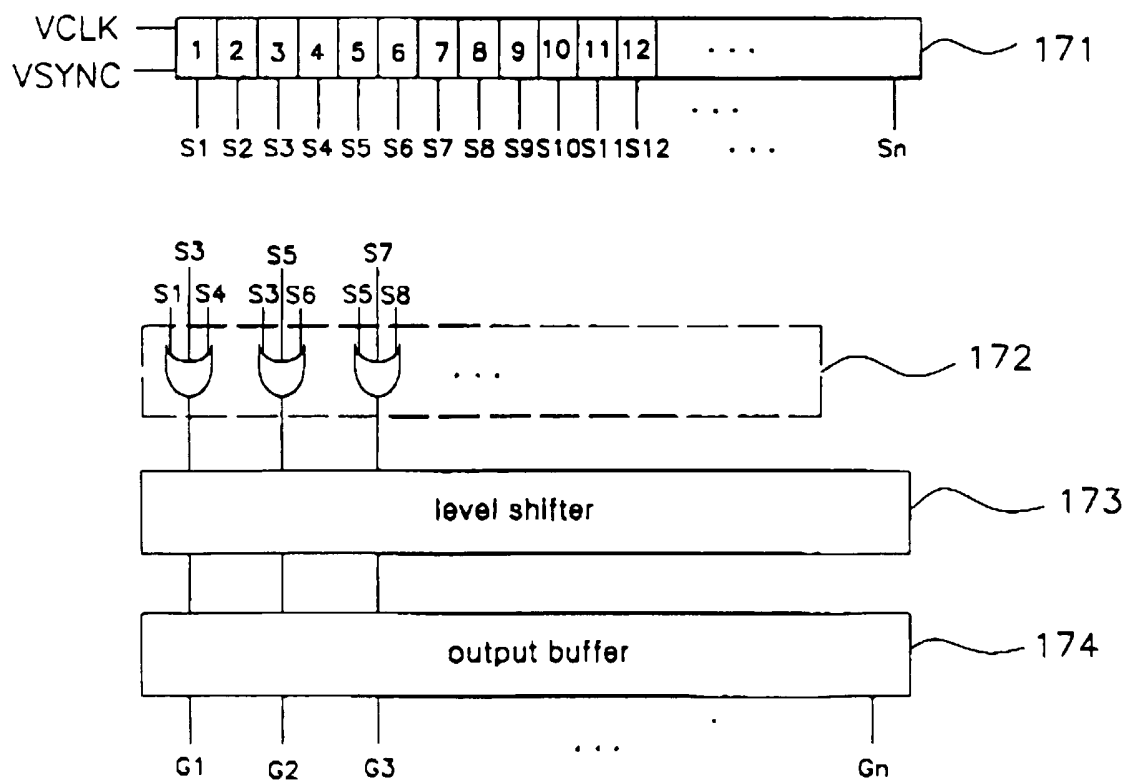 VCLK
VSYNC
1 2 3 4 5 6 7 8 9 10 11 12 ... 171
...
S1 S2 S3 S4 S5 S6 S7 S8 S9 S10 S11 S12 ... Sn
S3 S5 S7
S1 S4 S3 S6 S5 S8
... 172
level shifter 173
output buffer 174
G1 G2 G3 ... Gn